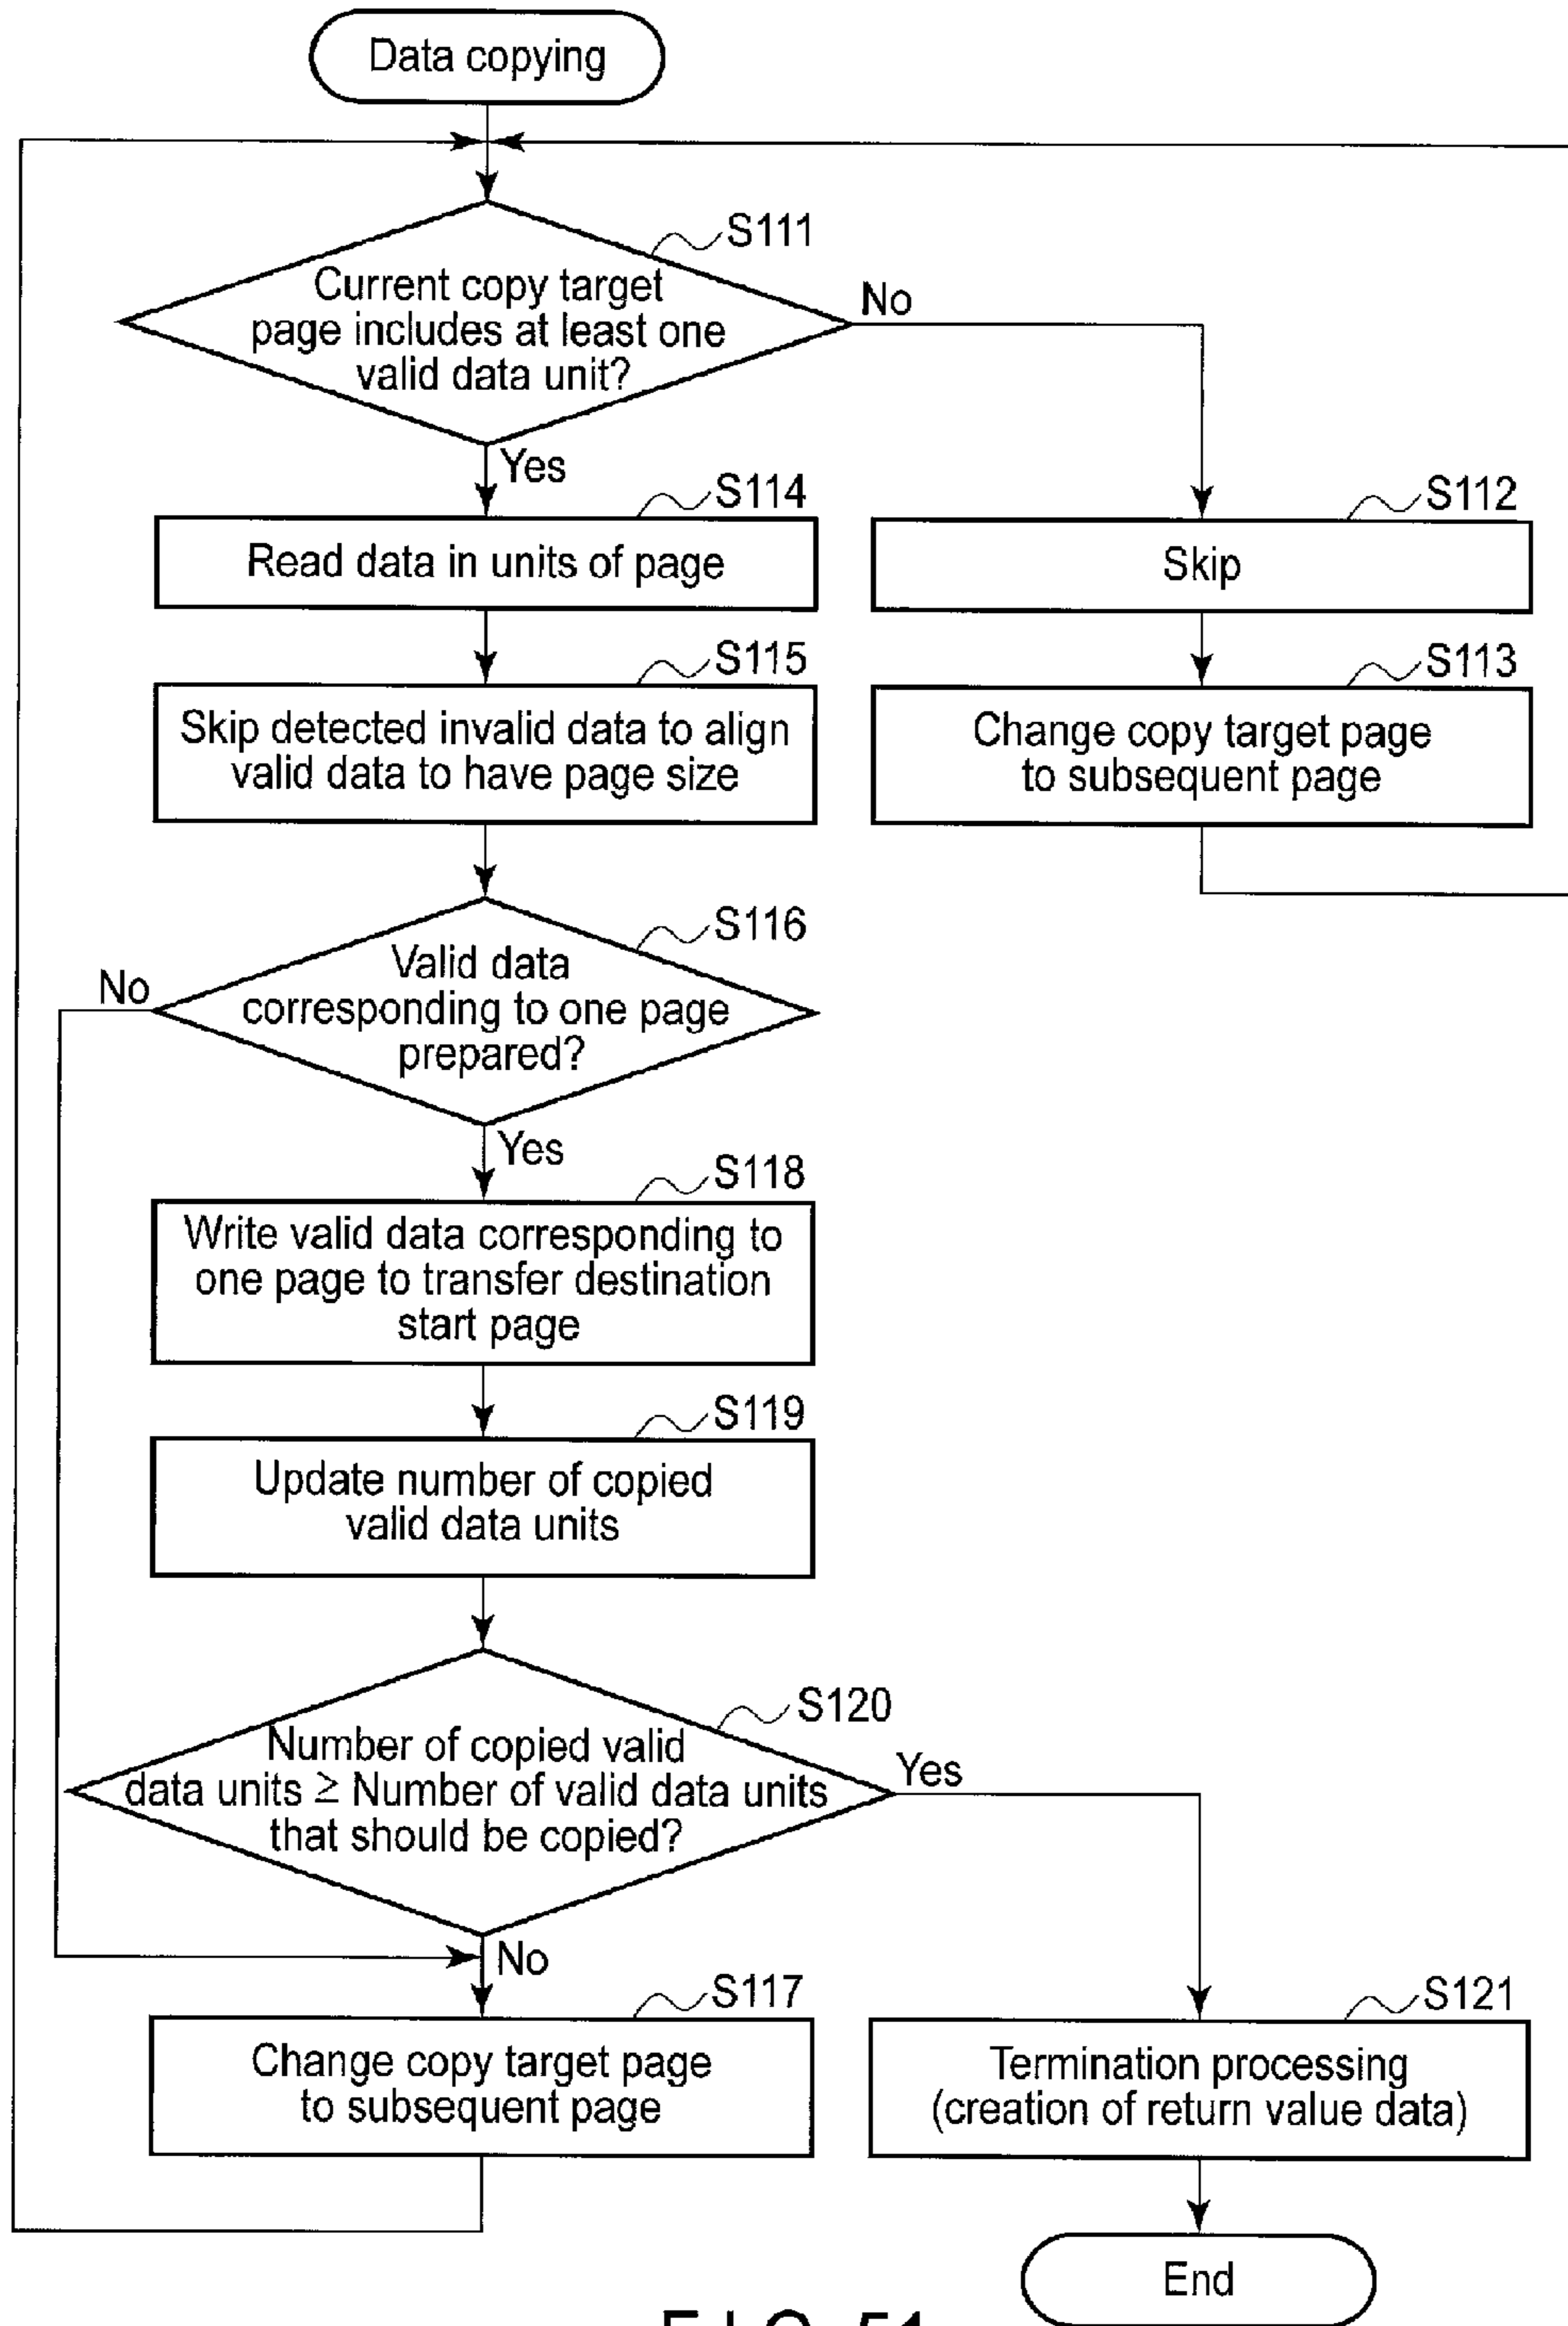 Data copying
S111
Current copy target
page includes at least one
valid data unit?
No
Yes
S114
Read data in units of page
S112
Skip
S115
Skip detected invalid data to align
valid data to have page size
S113
Change copy target page
to subsequent page
S116
Valid data
corresponding to one page
prepared?
No
Yes
S118
Write valid data corresponding to
one page to transfer destination
start page
S119
Update number of copied
valid data units
S120
Number of copied valid
data units ≥ Number of valid data units
that should be copied?
Yes
No
S117
Change copy target page
to subsequent page
S121
Termination processing
(creation of return value data)
End
FIG. 51